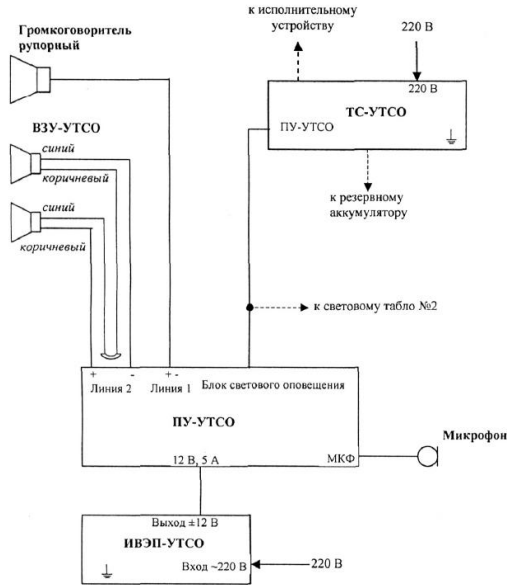 к исполнительному
устройству
220 В
Громкоговоритель
рупорный
220 В
ТС-УТСО
ПУ-УТСО
ВЗУ-УТСО
синий
коричневый
к резервному
аккумулятору
синий
коричневый
к световому табло №2
+ - + -
Линия 2 Линия 1 Блок светового оповещения
ПУ-УТСО
12 В, 5 А МКФ
Микрофон
Выход ±12 В
ИВЭП-УТСО
Вход ~220 В
220 В